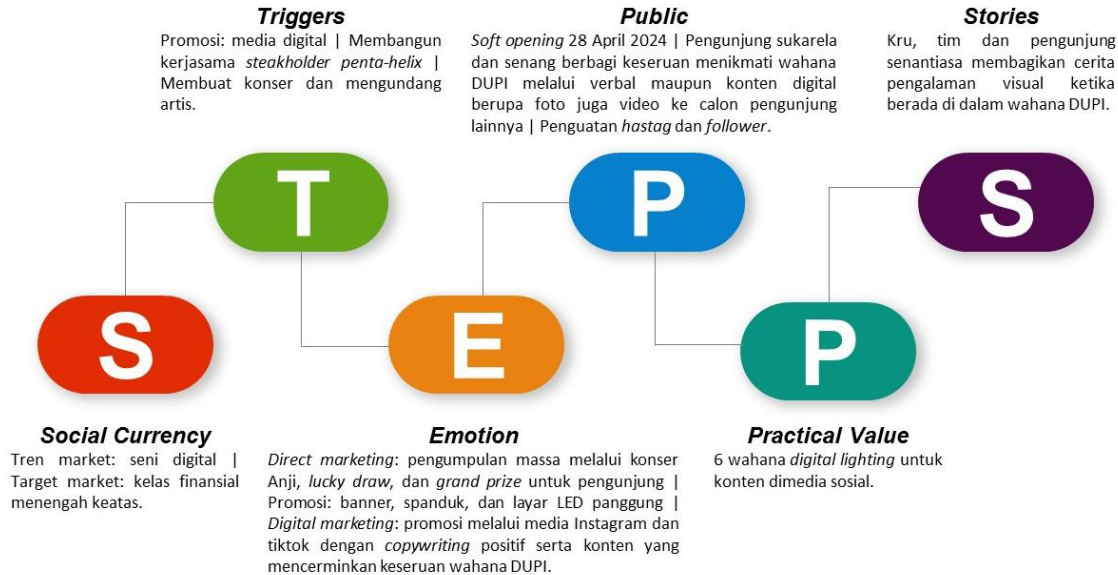 Triggers
Promosi: media digital | Membangun
kerjasama steakholder penta-helix |
Membuat konser dan mengundang
artis.
Public
Soft opening 28 April 2024 | Pengunjung sukarela
dan senang berbagi keseruan menikmati wahana
DUPI melalui verbal maupun konten digital
berupa foto juga video ke calon pengunjung
lainnya | Penguatan hastag dan follower.
Stories
Kru, tim dan pengunjung
senantiasa membagikan cerita
pengalaman visual ketika
berada di dalam wahana DUPI.
T
P
S
S
E
P
Social Currency
Tren market: seni digital |
Target market: kelas finansial
menengah keatas.
Emotion
Direct marketing: pengumpulan massa melalui konser
Anji, lucky draw, dan grand prize untuk pengunjung |
Promosi: banner, spanduk, dan layar LED panggung |
Digital marketing: promosi melalui media Instagram dan
tiktok dengan copywriting positif serta konten yang
mencerminkan keseruan wahana DUPI.
Practical Value
6 wahana digital lighting untuk
konten dimedia sosial.